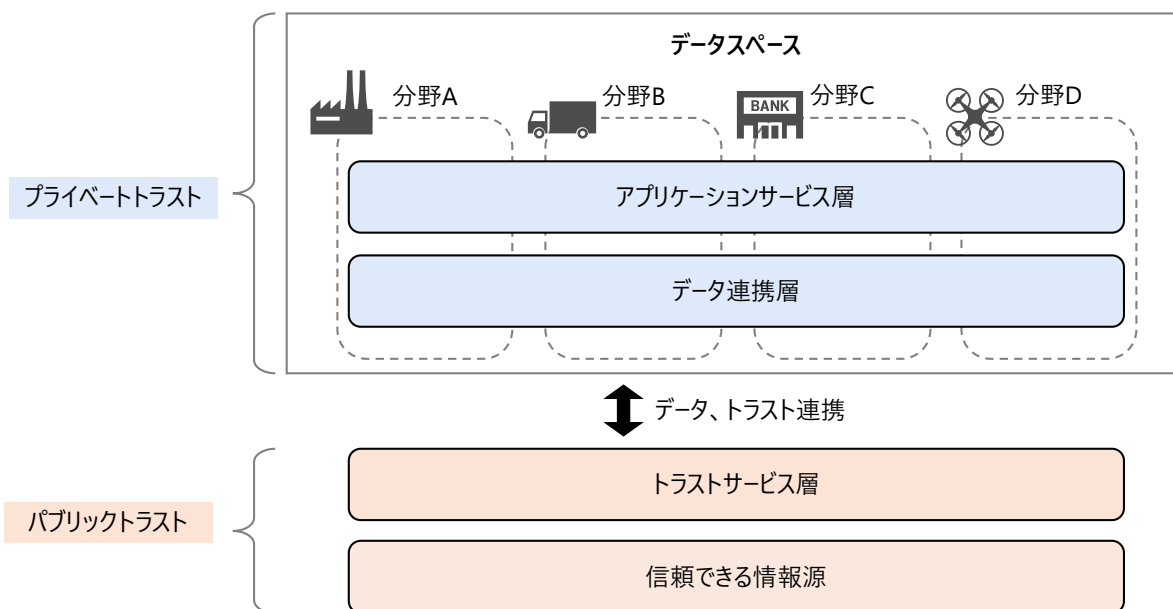 データスペース
分野A
分野B
BANK
分野C
分野D
プライベートトラスト
アプリケーションサービス層
データ連携層
データ、トラスト連携
トラストサービス層
パブリックトラスト
信頼できる情報源